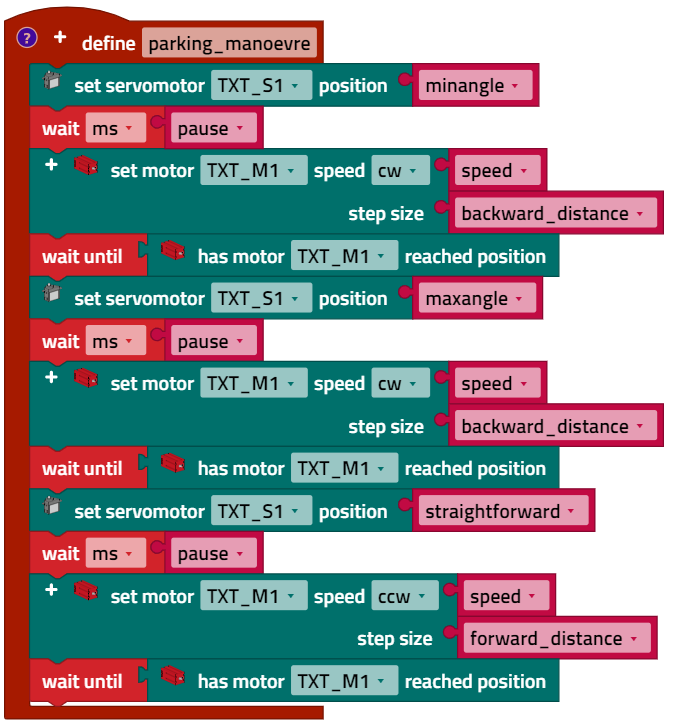 ? + define parking_manoevre
set servomotor TXT_S1 position minangle
wait ms pause
+ set motor TXT_M1 speed cw speed
step size backward_distance
wait until has motor TXT_M1 reached position
set servomotor TXT_S1 position maxangle
wait ms pause
+ set motor TXT_M1 speed cw speed
step size backward_distance
wait until has motor TXT_M1 reached position
set servomotor TXT_S1 position straightforward
wait ms pause
+ set motor TXT_M1 speed ccw speed
step size forward_distance
wait until has motor TXT_M1 reached position